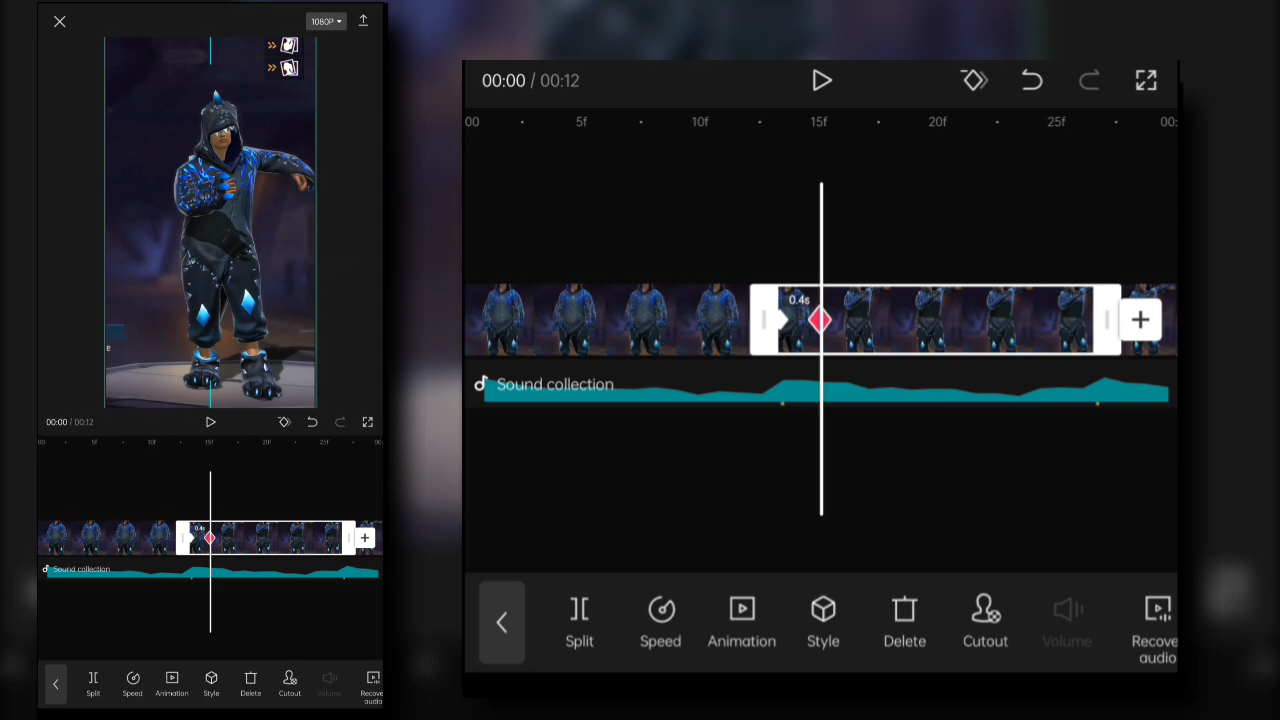 1080P
e
00:00 / 00:12
00 5f 10f 15f 20f 25f 00:
0.4s
Sound collection
Split Speed Animation Style Delete Cutout Volume Recove
audio
00:00 / 00:12
00 5f 10f 15f 20f 25f 00:
0.4s
Sound collection
Split Speed Animation Style Delete Cutout Volume Recove
audio